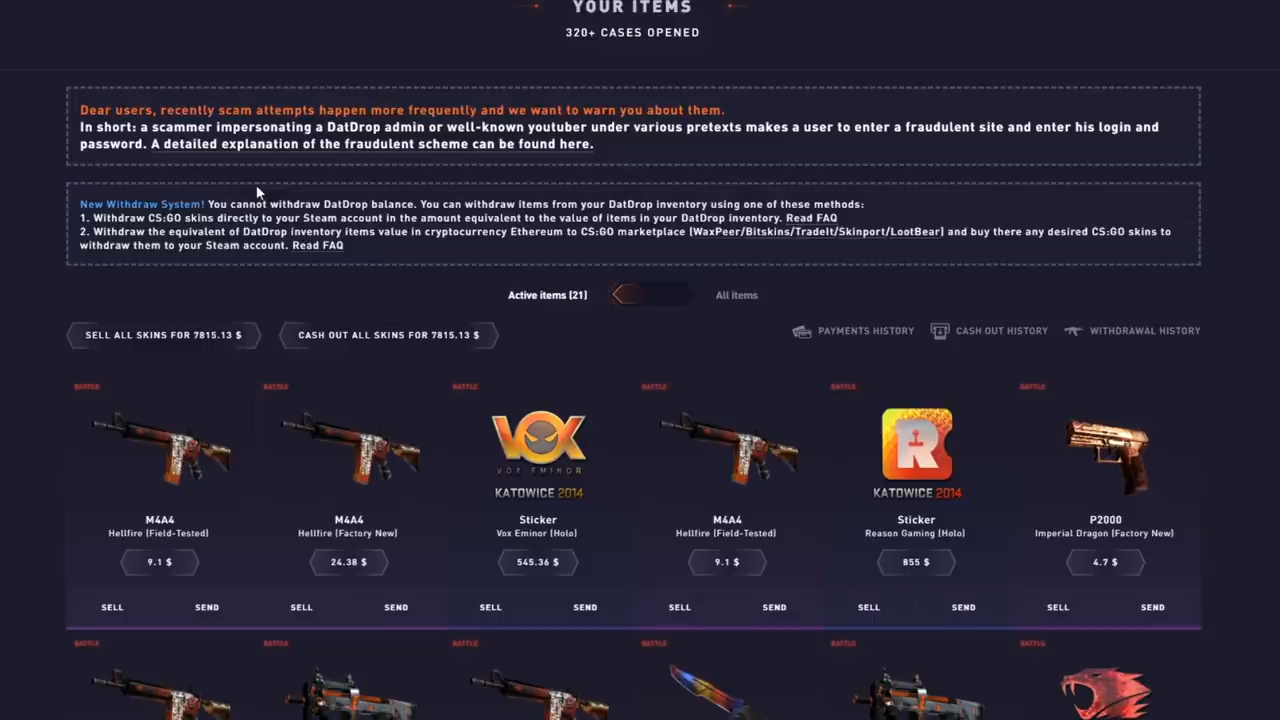 YOUR ITEMS
320+ CASES OPENED
Dear users, recently scam attempts happen more frequently and we want to warn you about them.
In short: a scammer impersonating a DatDrop admin or well-known youtuber under various pretexts makes a user to enter a fraudulent site and enter his login and
password. A detailed explanation of the fraudulent scheme can be found here.
New Withdraw System! You cannot withdraw DatDrop balance. You can withdraw items from your DatDrop inventory using one of these methods:
1. Withdraw CS:GO skins directly to your Steam account in the amount equivalent to the value of items in your DatDrop inventory. Read FAQ
2. Withdraw the equivalent of DatDrop inventory items value in cryptocurrency Ethereum to CS:GO marketplace (WaxPeer/Bitskins/TradeIt/Skinport/LootBear) and buy there any desired CS:GO skins to
withdraw them to your Steam account. Read FAQ
Active items (21) All items
SELL ALL SKINS FOR 7815.13 $ CASH OUT ALL SKINS FOR 7815.13 $ PAYMENTS HISTORY CASH OUT HISTORY WITHDRAWAL HISTORY
BATTLE BATTLE BATTLE BATTLE BATTLE BATTLE
VOX R
VOX EMINOR
KATOWICE 2014 KATOWICE 2014
M4A4 M4A4 Sticker M4A4 Sticker P2000
Hellfire (Field-Tested) Hellfire (Factory New) Vox Eminor (Holo) Hellfire (Field-Tested) Reason Gaming (Holo) Imperial Dragon (Factory New)
9.1 $ 24.38 $ 545.36 $ 9.1 $ 855 $ 4.7 $
SELL SEND SELL SEND SELL SEND SELL SEND SELL SEND SELL SEND
BATTLE BATTLE BATTLE BATTLE BATTLE BATTLE